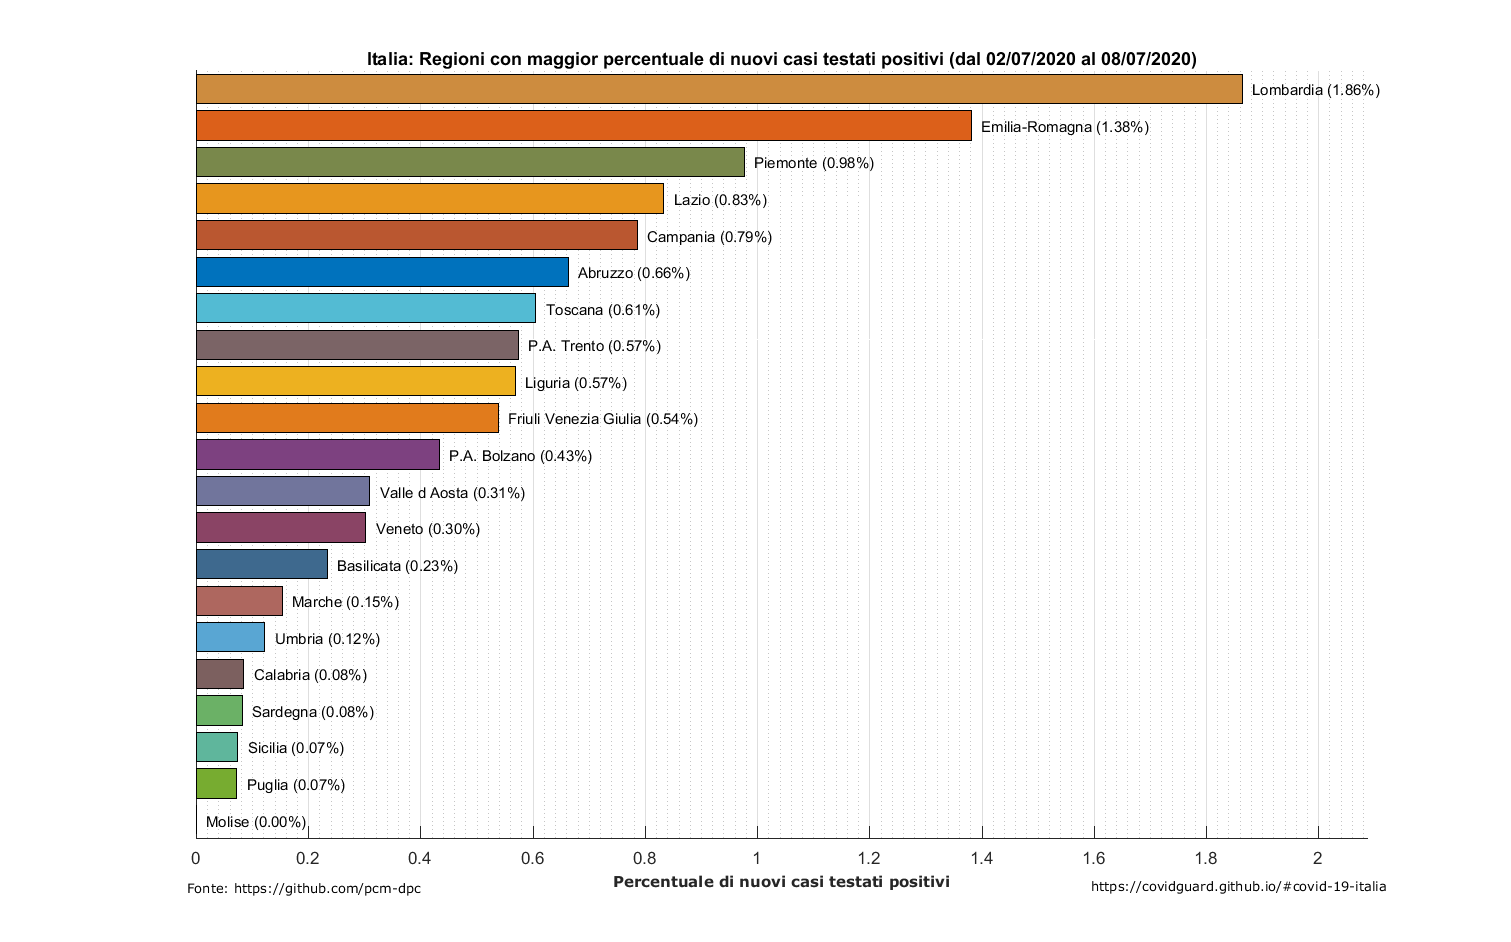 Italia: Regioni con maggior percentuale di nuovi casi testati positivi (dal 02/07/2020 al 08/07/2020)
Lombardia (1.86%)
Emilia-Romagna (1.38%)
Piemonte (0.98%)
Lazio (0.83%)
Campania (0.79%)
Abruzzo (0.66%)
Toscana (0.61%)
P.A. Trento (0.57%)
Liguria (0.57%)
Friuli Venezia Giulia (0.54%)
P.A. Bolzano (0.43%)
Valle d Aosta (0.31%)
Veneto (0.30%)
Basilicata (0.23%)
Marche (0.15%)
Umbria (0.12%)
Calabria (0.08%)
Sardegna (0.08%)
Sicilia (0.07%)
Puglia (0.07%)
Molise (0.00%)
0 0.2 0.4 0.6 0.8 1 1.2 1.4 1.6 1.8 2
Percentuale di nuovi casi testati positivi
Fonte: https://github.com/pcm-dpc
https://covidguard.github.io/#covid-19-italia